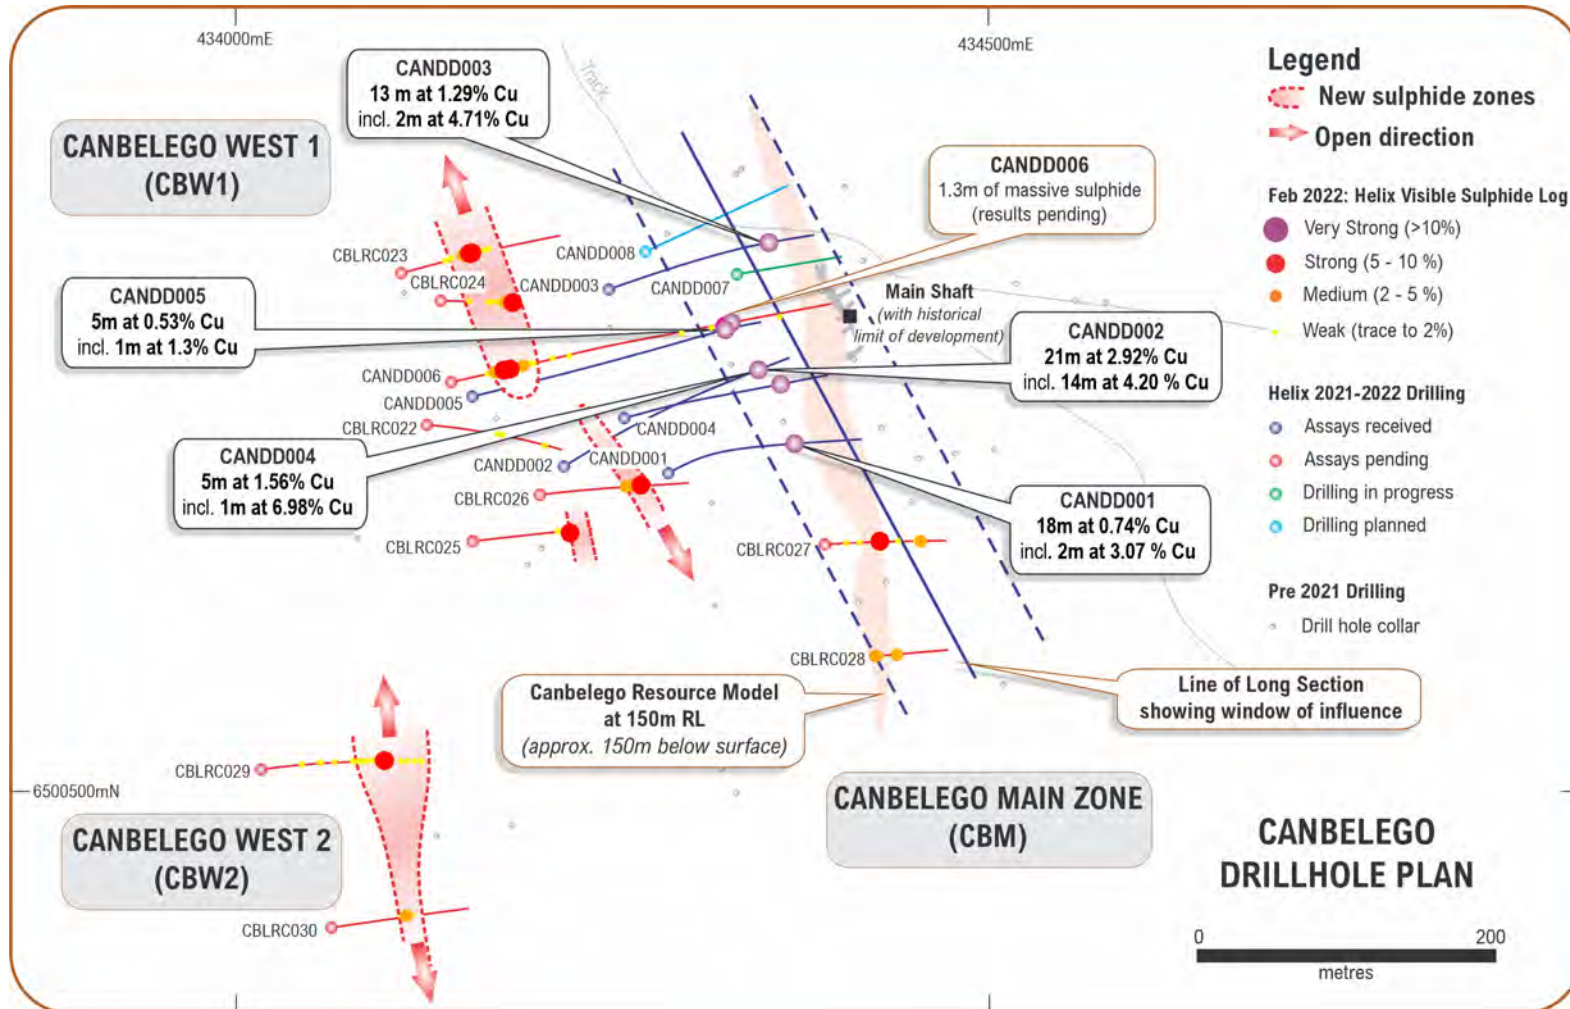 434000mE
434500mE
Track
CANDD003
13 m at 1.29% Cu
incl. 2m at 4.71% Cu
CANBELEGO WEST 1
(CBW1)
CANDD006
1.3m of massive sulphide
(results pending)
Legend
New sulphide zones
Open direction
Feb 2022: Helix Visible Sulphide Log
Very Strong (>10%)
Strong (5 - 10 %)
Medium (2 - 5 %)
Weak (trace to 2%)
Helix 2021-2022 Drilling
Assays received
Assays pending
Drilling in progress
Drilling planned
Pre 2021 Drilling
Drill hole collar
CBLRC023
CBLRC024
CANDD003
CANDD008
CANDD007
Main Shaft
(with historical
limit of development)
CANDD005
5m at 0.53% Cu
incl. 1m at 1.3% Cu
CANDD002
21m at 2.92% Cu
incl. 14m at 4.20 % Cu
CANDD006
CANDD005
CBLRC022
CANDD004
CANDD002
CANDD001
CANDD004
5m at 1.56% Cu
incl. 1m at 6.98% Cu
CBLRC026
CANDD001
18m at 0.74% Cu
incl. 2m at 3.07 % Cu
CBLRC025
CBLRC027
CBLRC028
Canbelego Resource Model
at 150m RL
(approx. 150m below surface)
Line of Long Section
showing window of influence
CBLRC029
6500500mN
CANBELEGO WEST 2
(CBW2)
CANBELEGO MAIN ZONE
(CBM)
CANBELEGO
DRILLHOLE PLAN
CBLRC030
0 200
metres